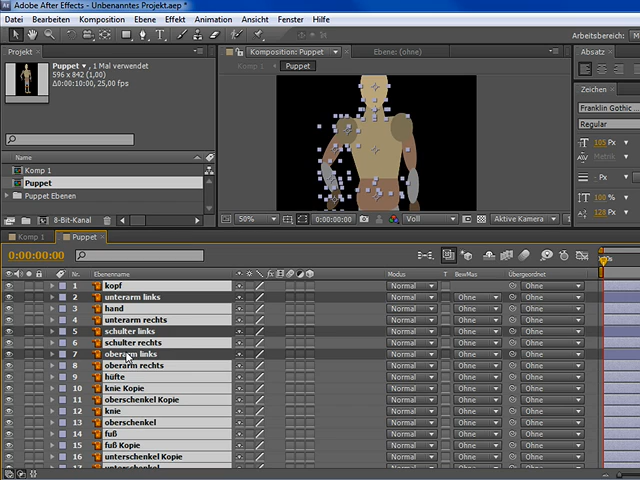 Adobe After Effects - Unbenanntes Projekt.aep *
Datei Bearbeiten Komposition Ebene Effekt Animation Ansicht Fenster Hilfe
Arbeitsbereich:
Projekt
Komposition: Puppet
Ebene: (ohne)
Absatz
Puppet, 1 Mal verwendet
596 x 842 (1,00)
Δ0:00:10:00, 25,00 fps
Komp 1 Puppet
Zeichen
Franklin Gothic ...
Regular
105 Px
Metrik
Name
Komp 1
Puppet
Puppet Ebenen
- Px
100 %
8-Bit-Kanal
50% 0:00:00:00 Voll Aktive Kamera
Komp 1 Puppet
0:00:00:00
Nr. Ebenenname fx Modus T BewMas Übergeordnet
1 kopf Normal Ohne
2 unterarm links Normal Ohne Ohne
3 hand Normal Ohne Ohne
4 unterarm rechts Normal Ohne Ohne
5 schulter links Normal Ohne Ohne
6 schulter rechts Normal Ohne Ohne
7 oberarm links Normal Ohne Ohne
8 oberarm rechts Normal Ohne Ohne
9 hüfte Normal Ohne Ohne
10 knie Kopie Normal Ohne Ohne
11 oberschenkel Kopie Normal Ohne Ohne
12 knie Normal Ohne Ohne
13 oberschenkel Normal Ohne Ohne
14 fuß Normal Ohne Ohne
15 fuß Kopie Normal Ohne Ohne
16 unterschenkel Kopie Normal Ohne Ohne
17 unterschenkel